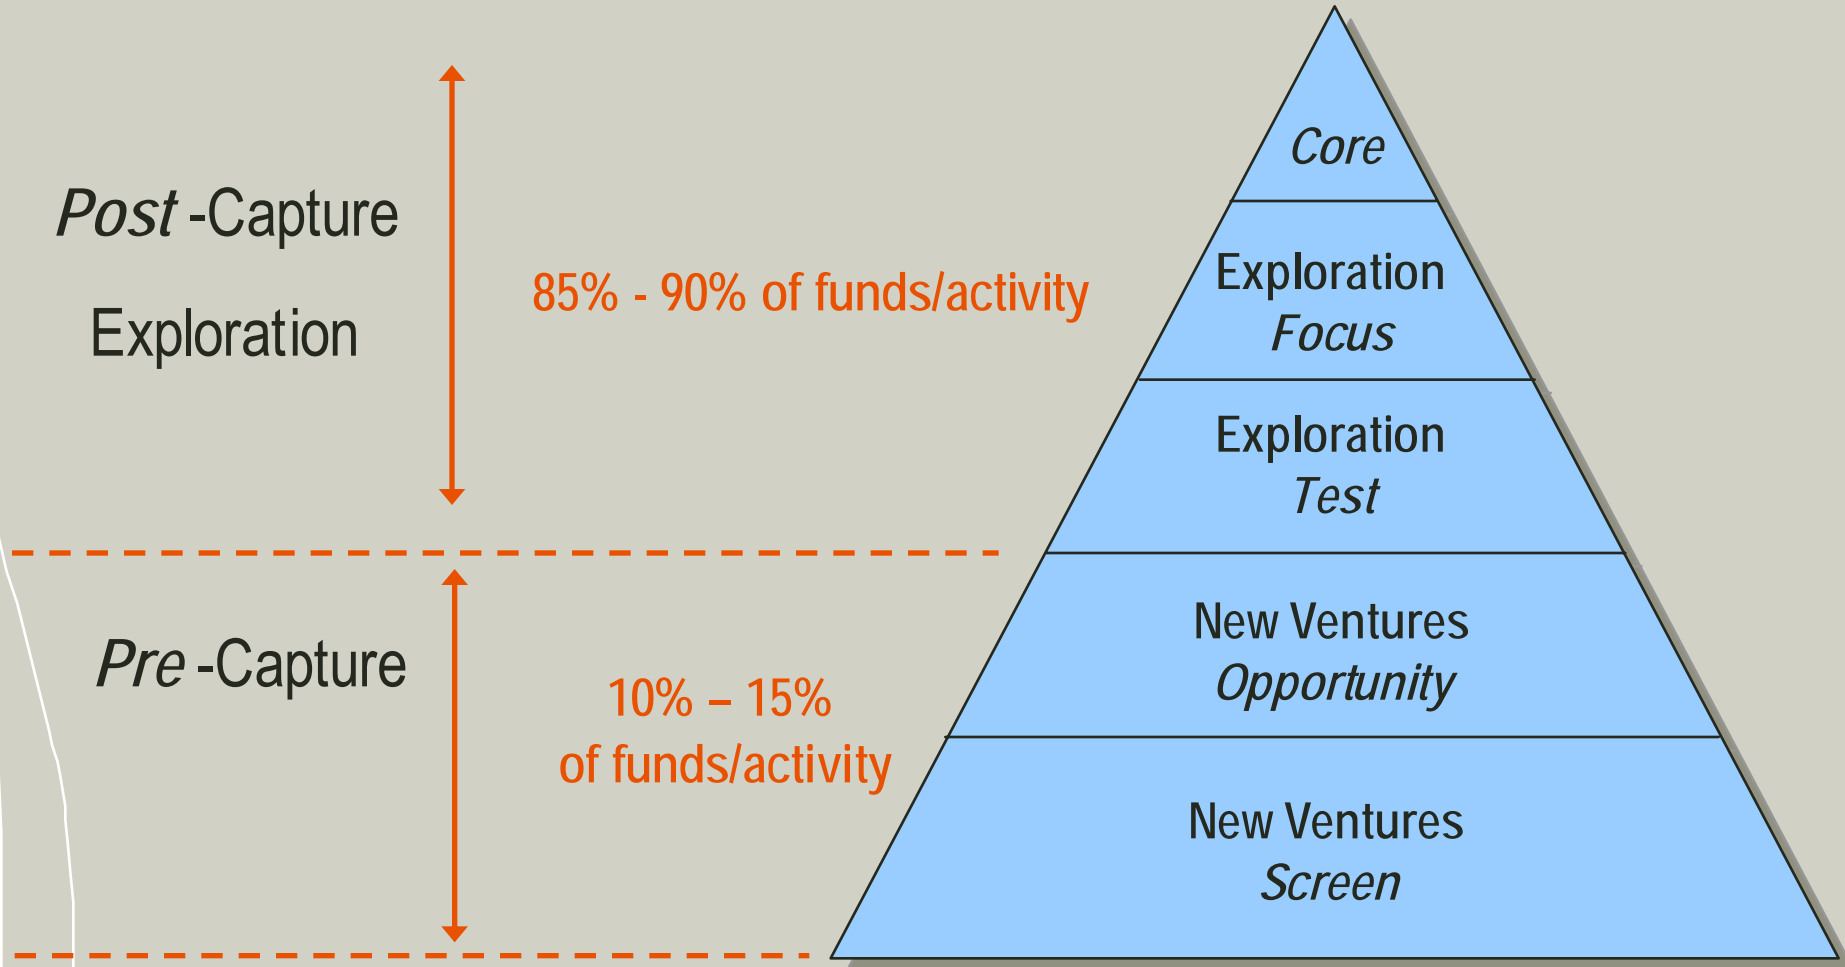 Core
Post -Capture
Exploration
85% - 90% of funds/activity
Exploration
Focus
Exploration
Test
Pre -Capture
10% – 15%
of funds/activity
New Ventures
Opportunity
New Ventures
Screen